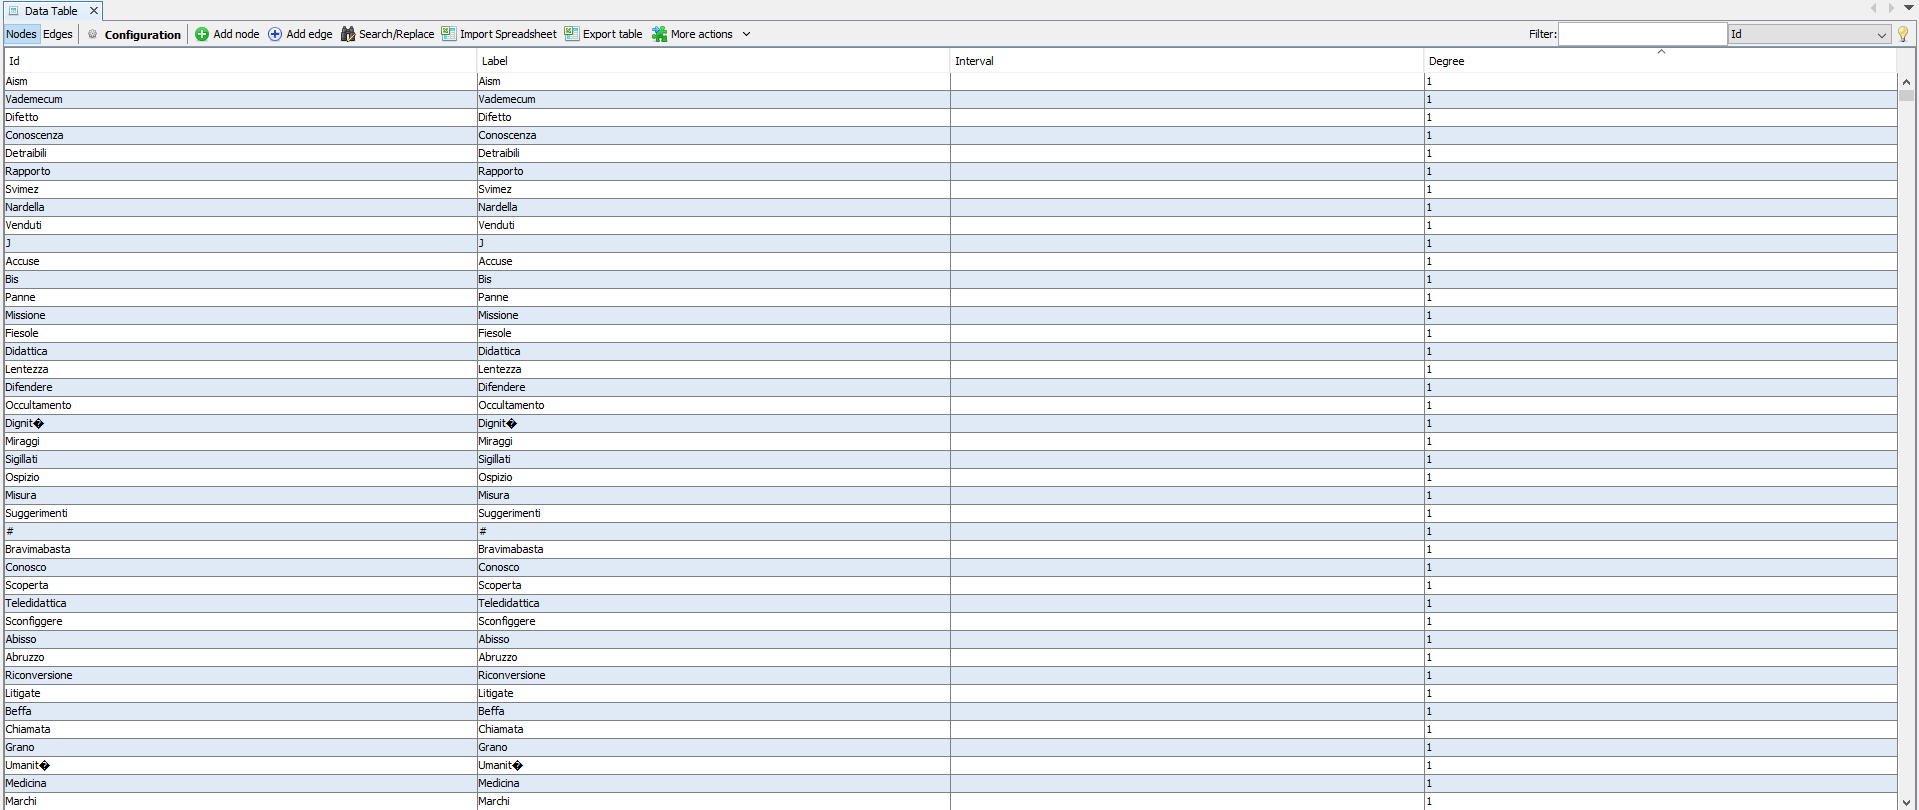 Data Table
Nodes Edges Configuration Add node Add edge Search/Replace Import Spreadsheet Export table More actions Filter: Id
Id Label Interval Degree
Aism Aism 1
Vademecum Vademecum 1
Difetto Difetto 1
Conoscenza Conoscenza 1
Detraibili Detraibili 1
Rapporto Rapporto 1
Svimez Svimez 1
Nardella Nardella 1
Venduti Venduti 1
J J 1
Accuse Accuse 1
Bis Bis 1
Panne Panne 1
Missione Missione 1
Fiesole Fiesole 1
Didattica Didattica 1
Lentezza Lentezza 1
Difendere Difendere 1
Occultamento Occultamento 1
Dignit� Dignit� 1
Miraggi Miraggi 1
Sigillati Sigillati 1
Ospizio Ospizio 1
Misura Misura 1
Suggerimenti Suggerimenti 1
# # 1
Bravimabasta Bravimabasta 1
Conosco Conosco 1
Scoperta Scoperta 1
Teledidattica Teledidattica 1
Sconfiggere Sconfiggere 1
Abisso Abisso 1
Abruzzo Abruzzo 1
Riconversione Riconversione 1
Litigate Litigate 1
Beffa Beffa 1
Chiamata Chiamata 1
Grano Grano 1
Umanit� Umanit� 1
Medicina Medicina 1
Marchi Marchi 1